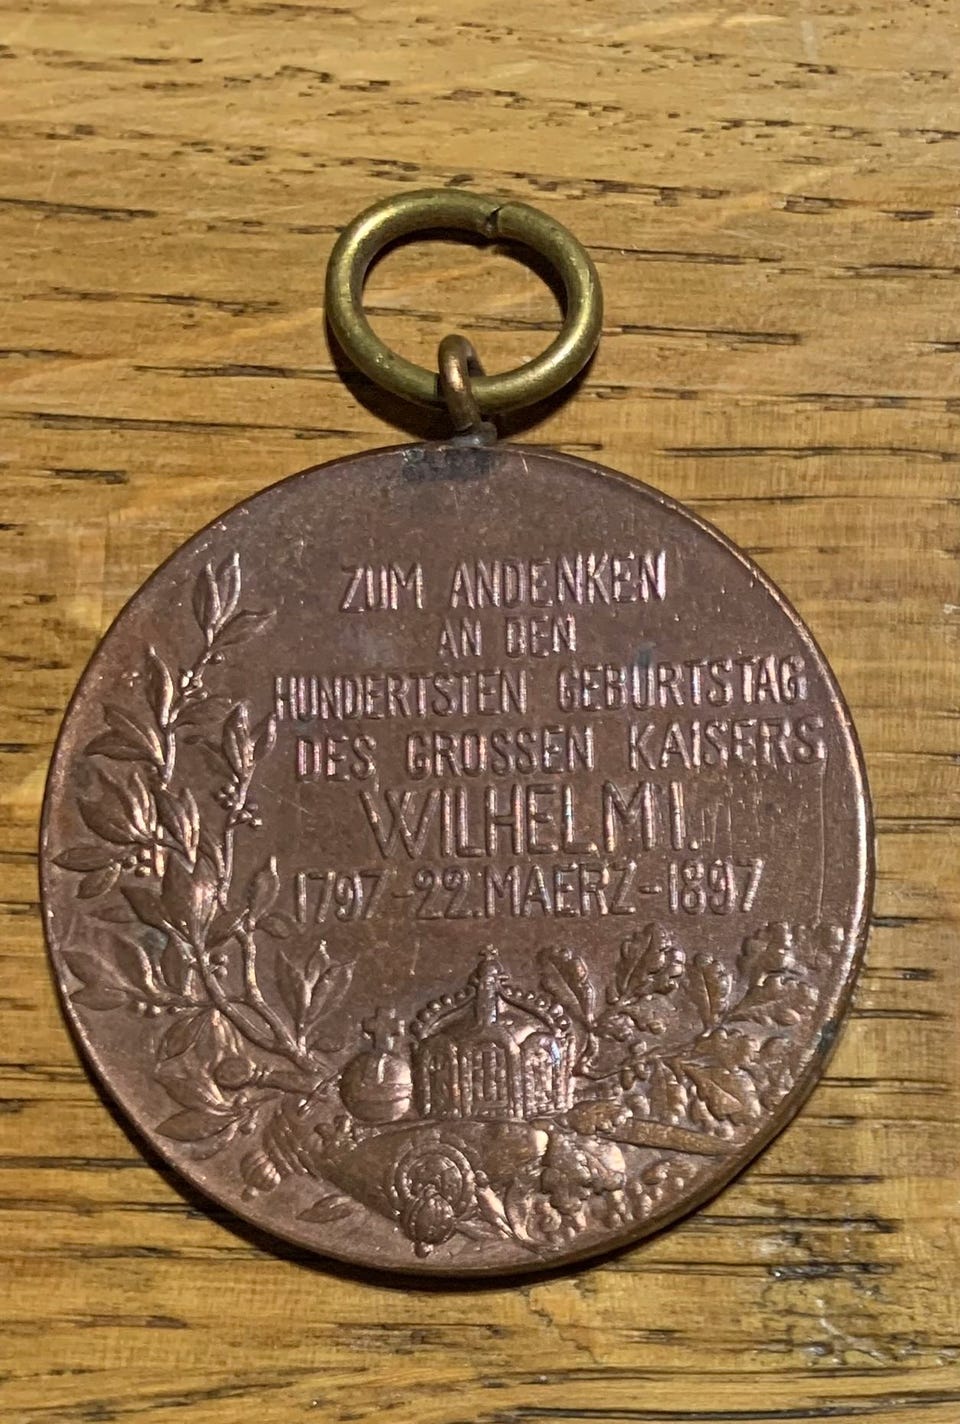 ZUM ANDENKEN
AN DEN
HUNDERTSTEN GEBURTSTAG
DES GROSSEN KAISERS
WILHELM I.
1797-22.MAERZ-1897